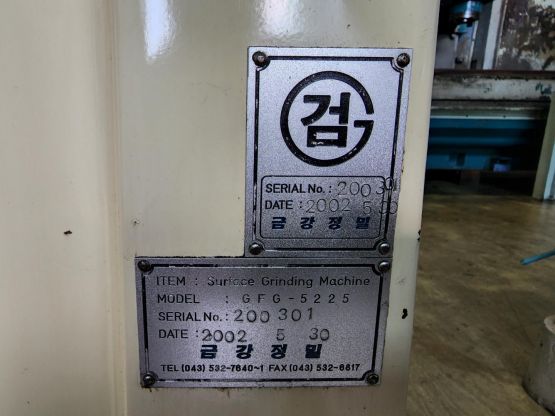 검
SERIAL No. : 200 301
DATE : 2002 5 30
금 강 정 밀
ITEM : Surface Grinding Machine
MODEL : GFG-5225
SERIAL No. : 200 301
DATE : 2002 5 30
금 강 정 밀
TEL (043) 532-7640~1 FAX (043) 532-6617